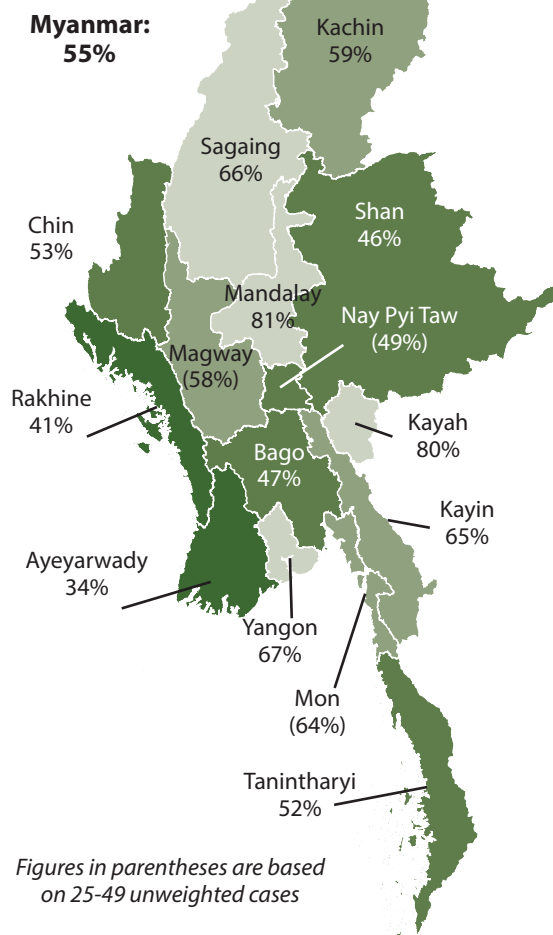 Myanmar:
55%
Kachin
59%
Sagaing
66%
Shan
46%
Chin
53%
Mandalay
81%
Nay Pyi Taw
(49%)
Magway
(58%)
Rakhine
41%
Kayah
80%
Bago
47%
Kayin
65%
Ayeyarwady
34%
Yangon
67%
Mon
(64%)
Tanintharyi
52%
Figures in parentheses are based
on 25-49 unweighted cases